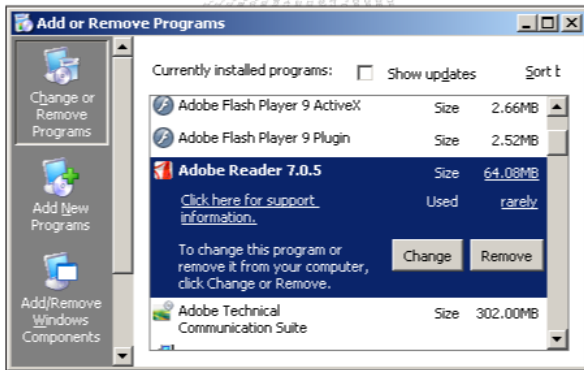 Add or Remove Programs
Currently installed programs: Show updates Sort b
Change or
Remove
Programs
Add New
Programs
Add/Remove
Windows
Components
Adobe Flash Player 9 ActiveX Size 2.66MB
Adobe Flash Player 9 Plugin Size 2.52MB
Adobe Reader 7.0.5 Size 64.08MB
Click here for support Used rarely
information.
To change this program or
remove it from your computer,
click Change or Remove.
Change Remove
Adobe Technical Size 302.00MB
Communication Suite